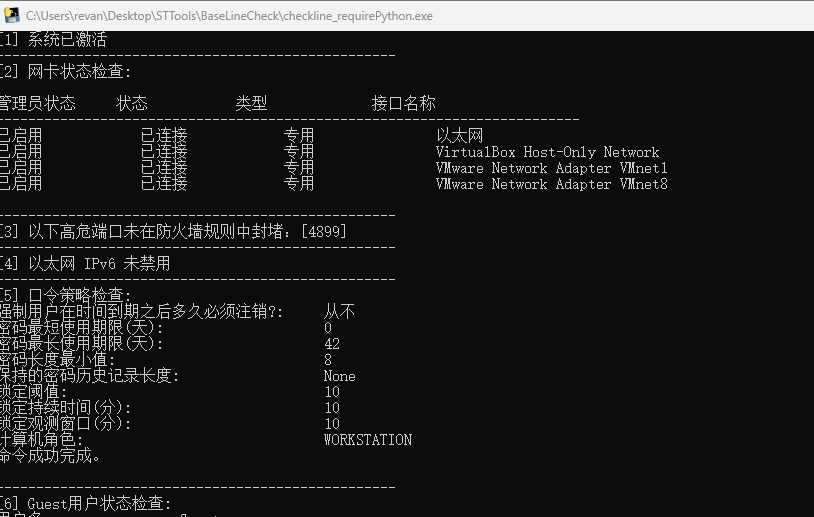 C:\Users\revan\Desktop\STTools\BaseLineCheck\checkline_requirePython.exe
[1] 系统已激活
--------------------------------------------------
[2] 网卡状态检查:
管理员状态 状态 类型 接口名称
-------------------------------------------------------------------------
已启用 已连接 专用 以太网
已启用 已连接 专用 VirtualBox Host-Only Network
已启用 已连接 专用 VMware Network Adapter VMnet1
已启用 已连接 专用 VMware Network Adapter VMnet8
--------------------------------------------------
[3] 以下高危端口未在防火墙规则中封堵: [4899]
--------------------------------------------------
[4] 以太网 IPv6 未禁用
--------------------------------------------------
[5] 口令策略检查:
强制用户在时间到期之后多久必须注销?: 从不
密码最短使用期限(天): 0
密码最长使用期限(天): 42
密码长度最小值: 8
保持的密码历史记录长度: None
锁定阈值: 10
锁定持续时间(分): 10
锁定观测窗口(分): 10
计算机角色: WORKSTATION
命令成功完成。
--------------------------------------------------
[6] Guest用户状态检查: